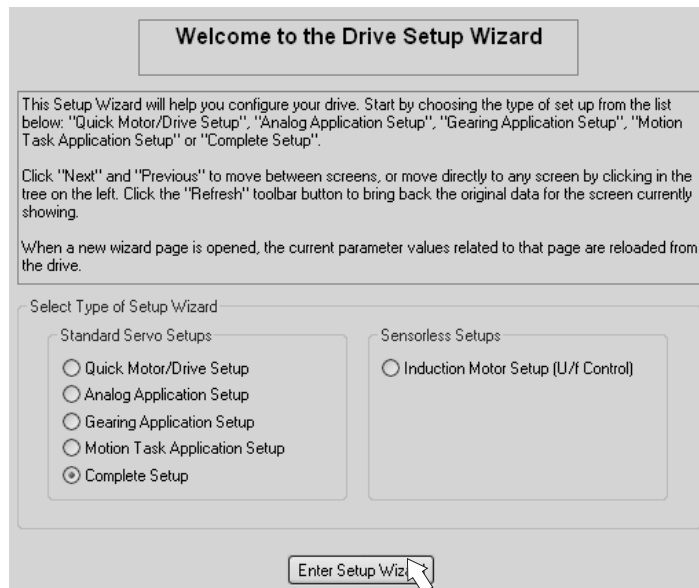 Welcome to the Drive Setup Wizard
This Setup Wizard will help you configure your drive. Start by choosing the type of set up from the list
below: "Quick Motor/Drive Setup", "Analog Application Setup", "Gearing Application Setup", "Motion
Task Application Setup" or "Complete Setup".
Click "Next" and "Previous" to move between screens, or move directly to any screen by clicking in the
tree on the left. Click the "Refresh" toolbar button to bring back the original data for the screen currently
showing.
When a new wizard page is opened, the current parameter values related to that page are reloaded from
the drive.
Select Type of Setup Wizard
Standard Servo Setups
Quick Motor/Drive Setup
Analog Application Setup
Gearing Application Setup
Motion Task Application Setup
Complete Setup
Sensorless Setups
Induction Motor Setup (U/f Control)
Enter Setup Wizard